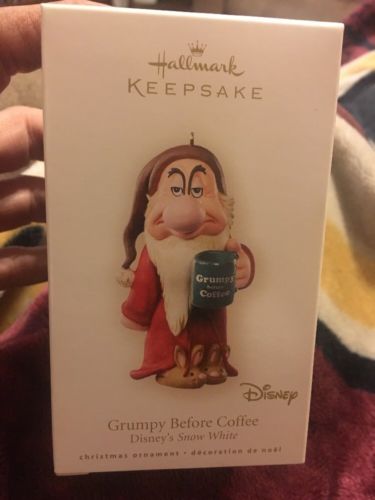 Hallmark
KEEPSAKE
Grumpy
before
Coffee
Disney
Grumpy Before Coffee
Disney's Snow White
christmas ornament • décoration de noël